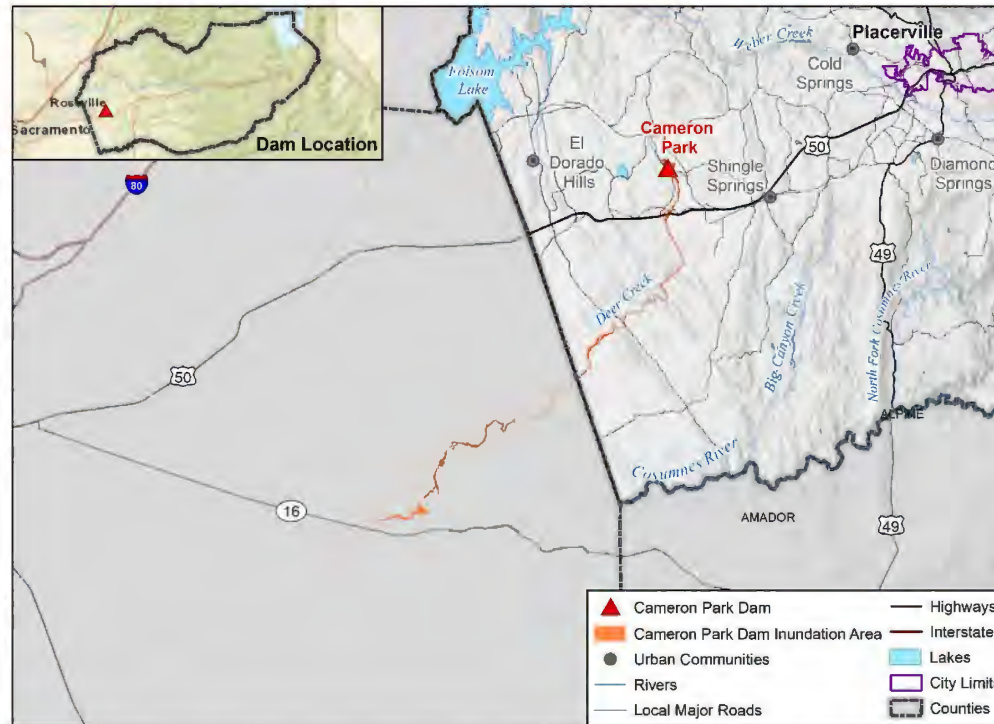 Roseville
Sacramento
Dam Location
80
Folsom
Lake
Weber Creek
Placerville
Cold
Springs
Cameron
Park
El
Dorado
Hills
Shingle
Springs
50
Diamond
Springs
49
Deer Creek
Big Canyon Creek
North Fork Cosumnes River
50
ALPINE
Cosumnes River
16
AMADOR
49
Cameron Park Dam
Cameron Park Dam Inundation Area
Urban Communities
Rivers
Local Major Roads
Highways
Interstate
Lakes
City Limits
Counties